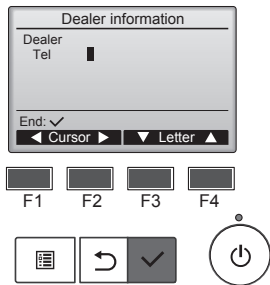 Dealer information
Dealer
Tel
End: ✓
◀ Cursor ▶ ▼ Letter ▲
F1 F2 F3 F4